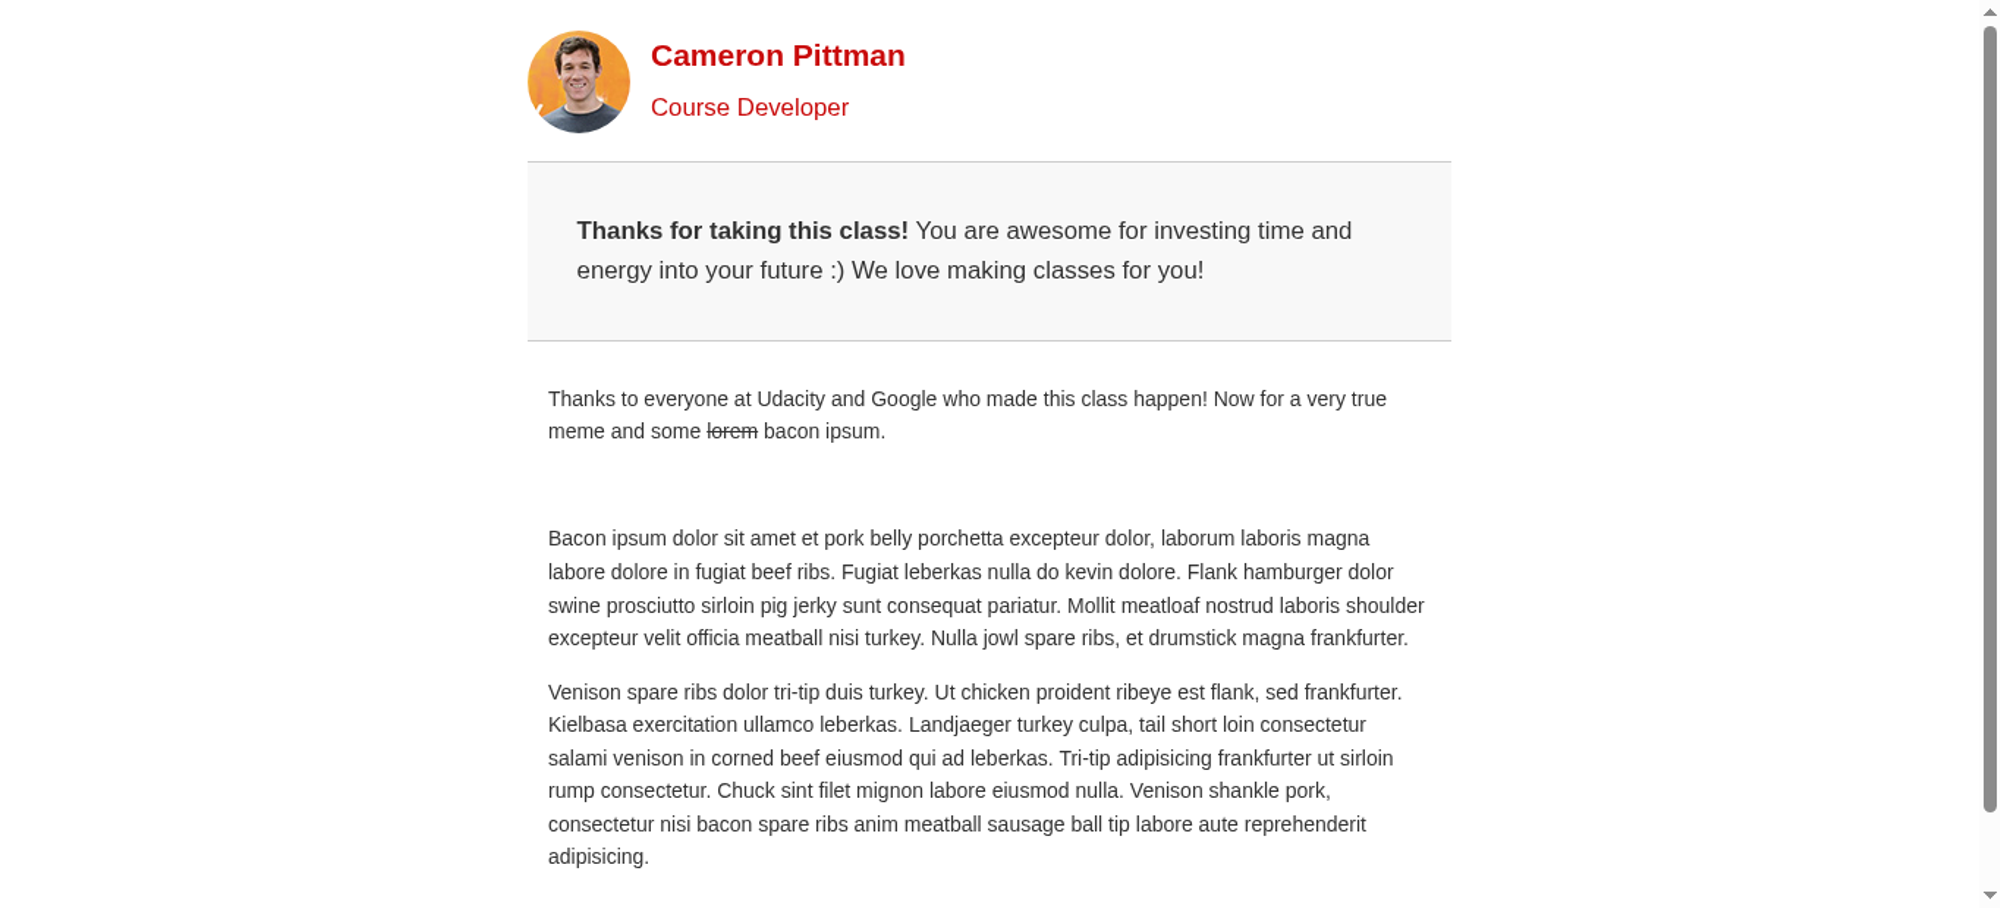 Cameron Pittman
Course Developer
Thanks for taking this class! You are awesome for investing time and
energy into your future :) We love making classes for you!
Thanks to everyone at Udacity and Google who made this class happen! Now for a very true
meme and some lorem bacon ipsum.
Bacon ipsum dolor sit amet et pork belly porchetta excepteur dolor, laborum laboris magna
labore dolore in fugiat beef ribs. Fugiat leberkas nulla do kevin dolore. Flank hamburger dolor
swine prosciutto sirloin pig jerky sunt consequat pariatur. Mollit meatloaf nostrud laboris shoulder
excepteur velit officia meatball nisi turkey. Nulla jowl spare ribs, et drumstick magna frankfurter.
Venison spare ribs dolor tri-tip duis turkey. Ut chicken proident ribeye est flank, sed frankfurter.
Kielbasa exercitation ullamco leberkas. Landjaeger turkey culpa, tail short loin consectetur
salami venison in corned beef eiusmod qui ad leberkas. Tri-tip adipisicing frankfurter ut sirloin
rump consectetur. Chuck sint filet mignon labore eiusmod nulla. Venison shankle pork,
consectetur nisi bacon spare ribs anim meatball sausage ball tip labore aute reprehenderit
adipisicing.